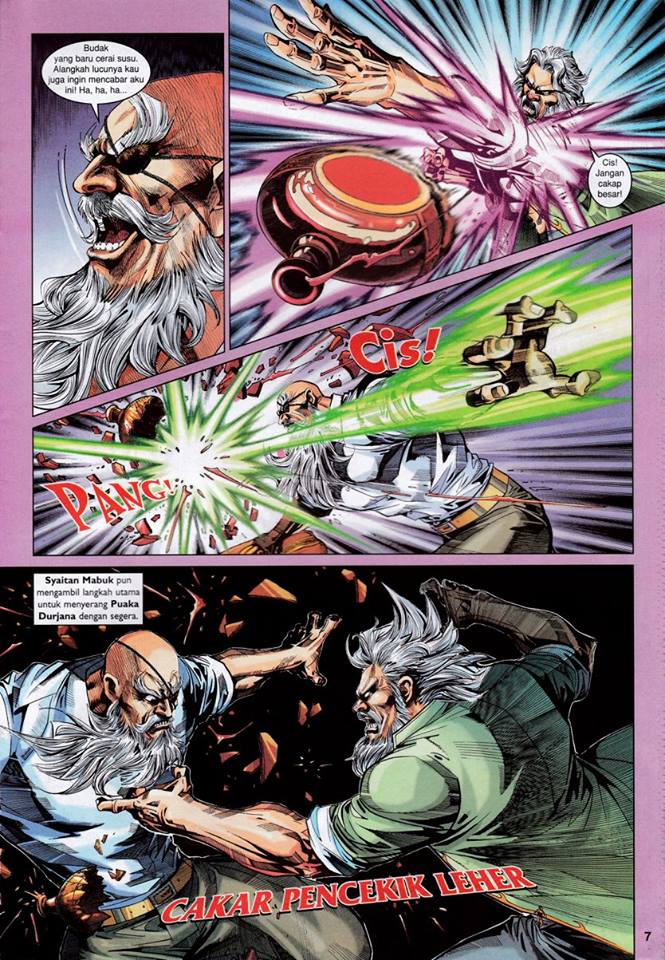 Budak
yang baru cerai susu.
Alangkah lucunya kau
juga ingin mencabar aku
ini! Ha, ha, ha...
Cis!
Jangan
cakap
besar!
Cis!
PANG!
Syaitan Mabuk pun
mengambil langkah utama
untuk menyerang Puaka
Durjana dengan segera.
CAKAR PENCEKIK LEHER
7